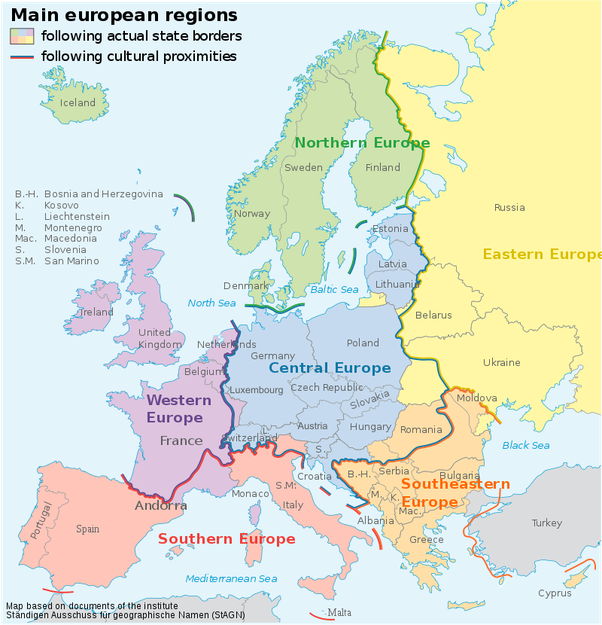 Main european regions
following actual state borders
following cultural proximities
Iceland
Northern Europe
Sweden
Finland
Norway
Russia
B.-H. Bosnia and Herzegovina
K. Kosovo
L. Liechtenstein
M. Montenegro
Mac. Macedonia
S. Slovenia
S.M. San Marino
Estonia
Eastern Europe
Latvia
Lithuania
Denmark
Baltic Sea
North Sea
Ireland
United
Kingdom
Belarus
Netherlands
Poland
Germany
Ukraine
Belgium
Central Europe
Luxembourg
Czech Republic
Western
Europe
Slovakia
Moldova
France
Austria
Hungary
Romania
L.
Switzerland
Black Sea
S.
Croatia
B.-H.
Serbia
Bulgaria
S.M.
Monaco
Italy
Southeastern
Europe
M.
K.
Mac.
Andorra
Albania
Portugal
Spain
Turkey
Southern Europe
Greece
Mediterranean Sea
Cyprus
Malta
Map based on documents of the institute
Ständigen Ausschuss für geographische Namen (StAGN)